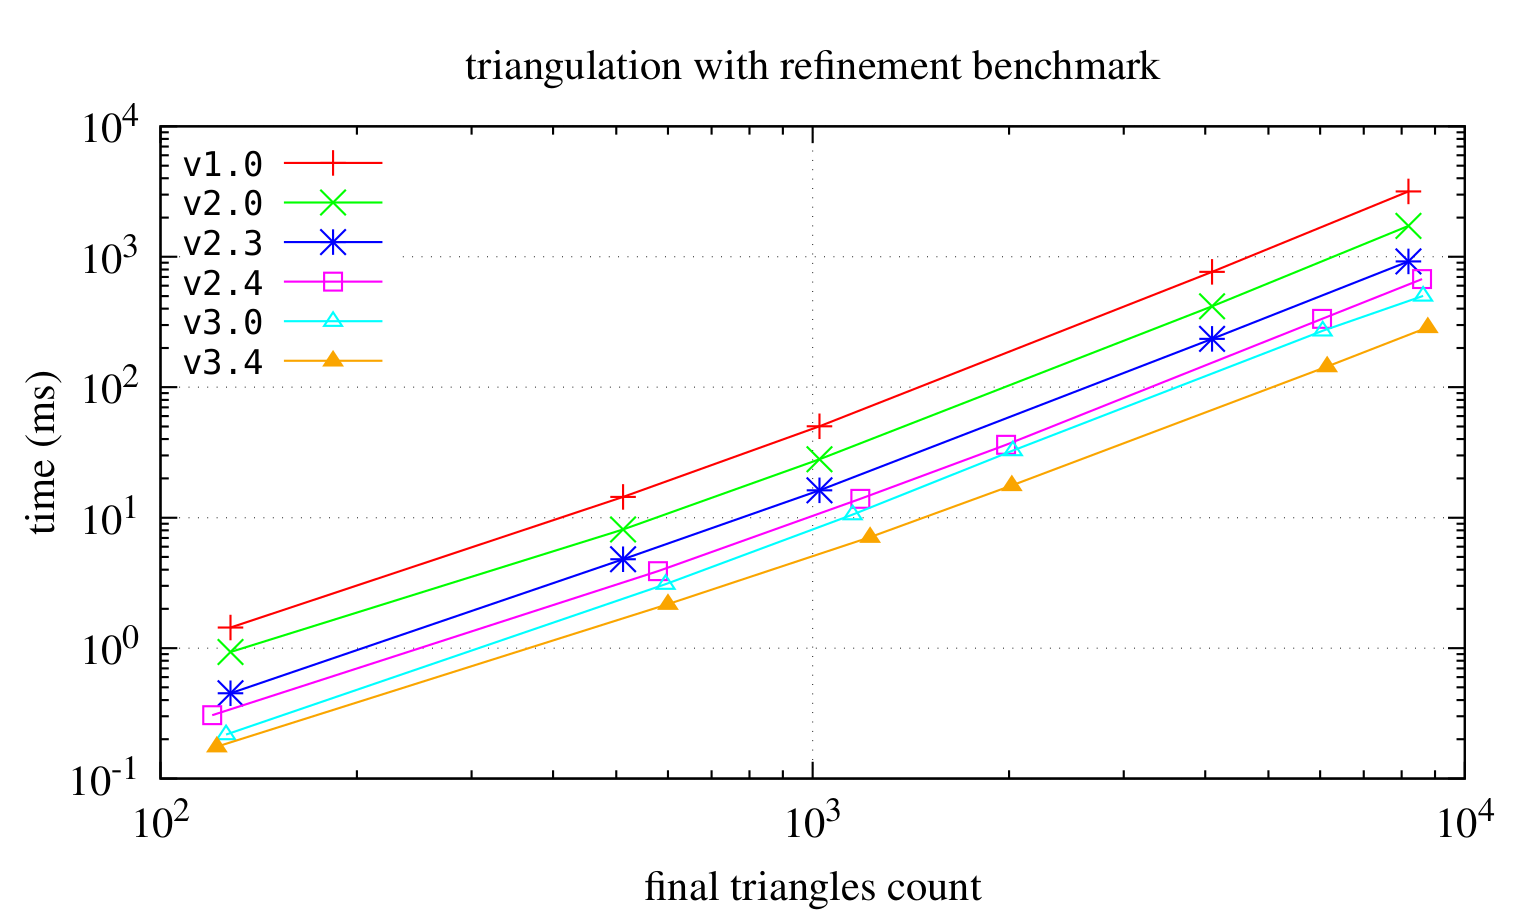 triangulation with refinement benchmark
10^4
10^3
10^2
10^1
10^0
10^-1
time (ms)
v1.0
v2.0
v2.3
v2.4
v3.0
v3.4
10^2 10^3 10^4
final triangles count